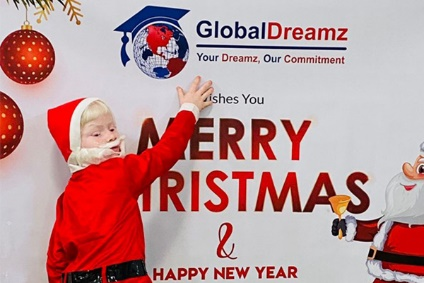 GlobalDreamz
Your Dreamz, Our Commitment
ishes You
MERRY
RISTMAS
&
HAPPY NEW YEAR